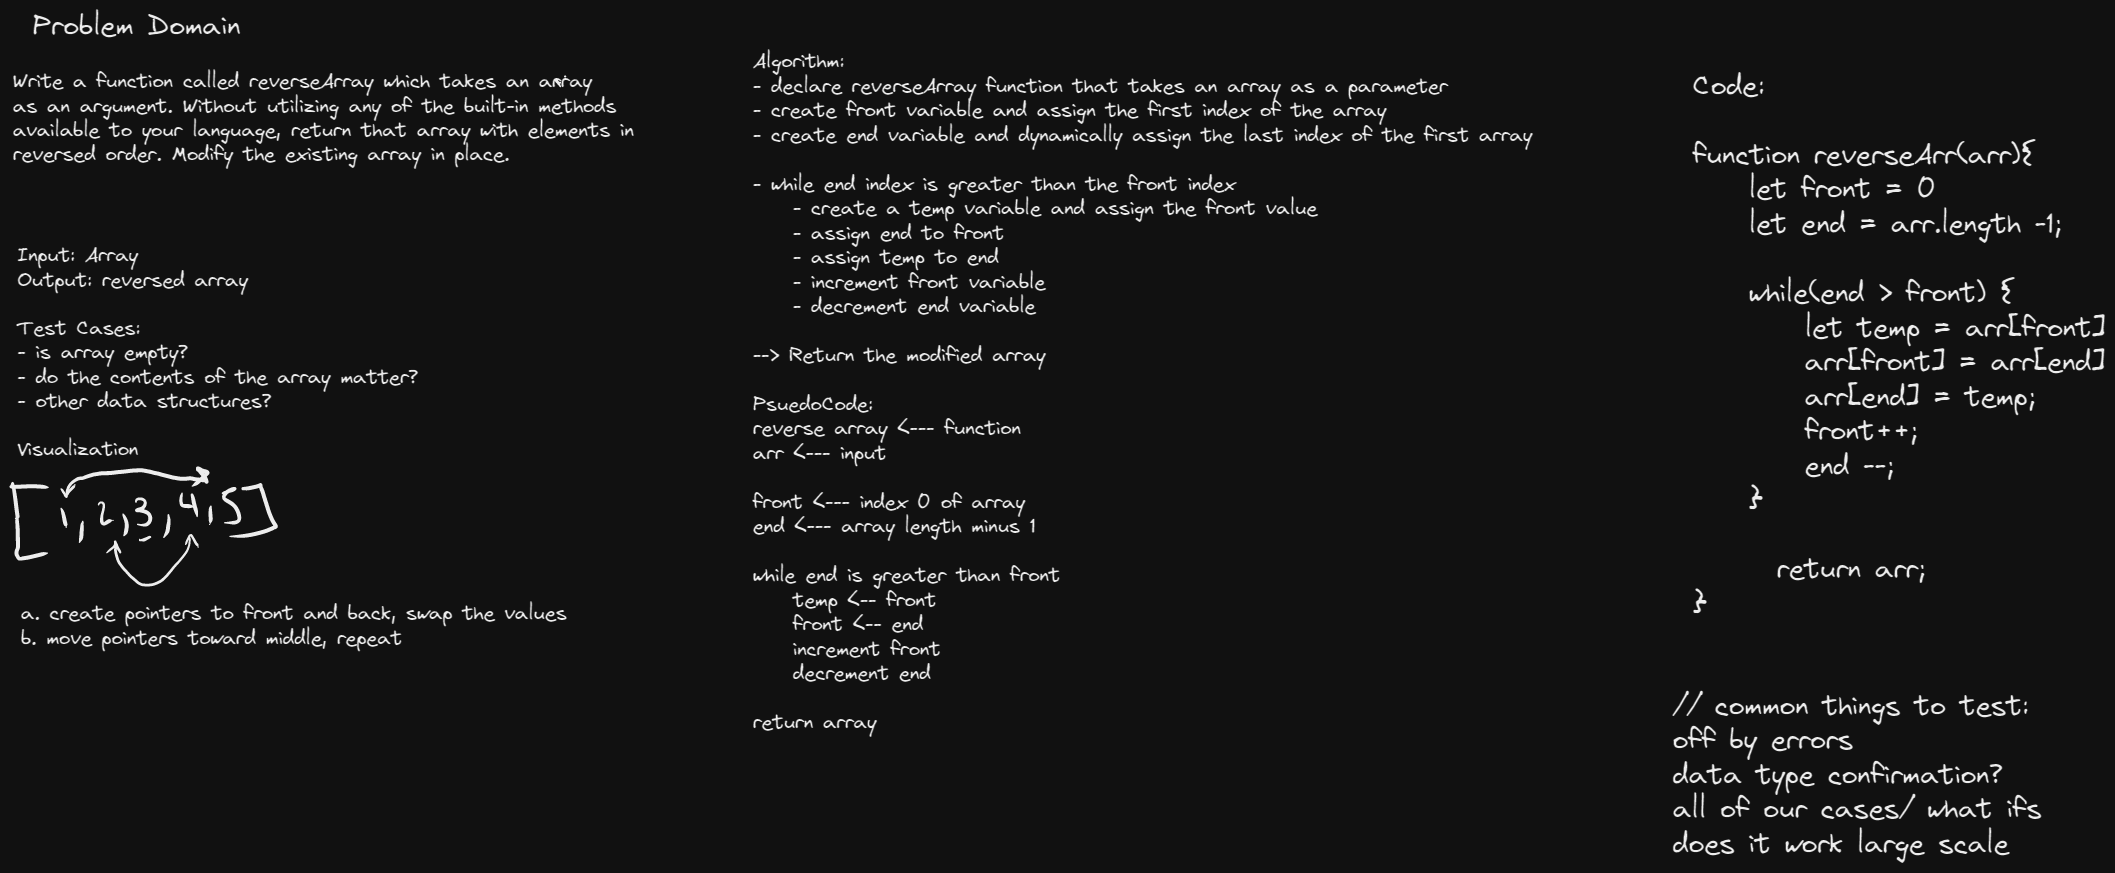 Problem Domain
Write a function called reverseArray which takes an array
as an argument. Without utilizing any of the built-in methods
available to your language, return that array with elements in
reversed order. Modify the existing array in place.
Input: Array
Output: reversed array
Test Cases:
- is array empty?
- do the contents of the array matter?
- other data structures?
Visualization
[ 1, 2, 3, 4, 5 ]
a. create pointers to front and back, swap the values
b. move pointers toward middle, repeat
Algorithm:
- declare reverseArray function that takes an array as a parameter
- create front variable and assign the first index of the array
- create end variable and dynamically assign the last index of the first array
- while end index is greater than the front index
- create a temp variable and assign the front value
- assign end to front
- assign temp to end
- increment front variable
- decrement end variable
--> Return the modified array
PsuedoCode:
reverse array <--- function
arr <--- input
front <--- index 0 of array
end <--- array length minus 1
while end is greater than front
temp <-- front
front <-- end
increment front
decrement end
return array
Code:
function reverseArr(arr){
let front = 0
let end = arr.length -1;
while(end > front) {
let temp = arr[front]
arr[front] = arr[end]
arr[end] = temp;
front++;
end --;
}
return arr;
}
// common things to test:
off by errors
data type confirmation?
all of our cases/ what ifs
does it work large scale